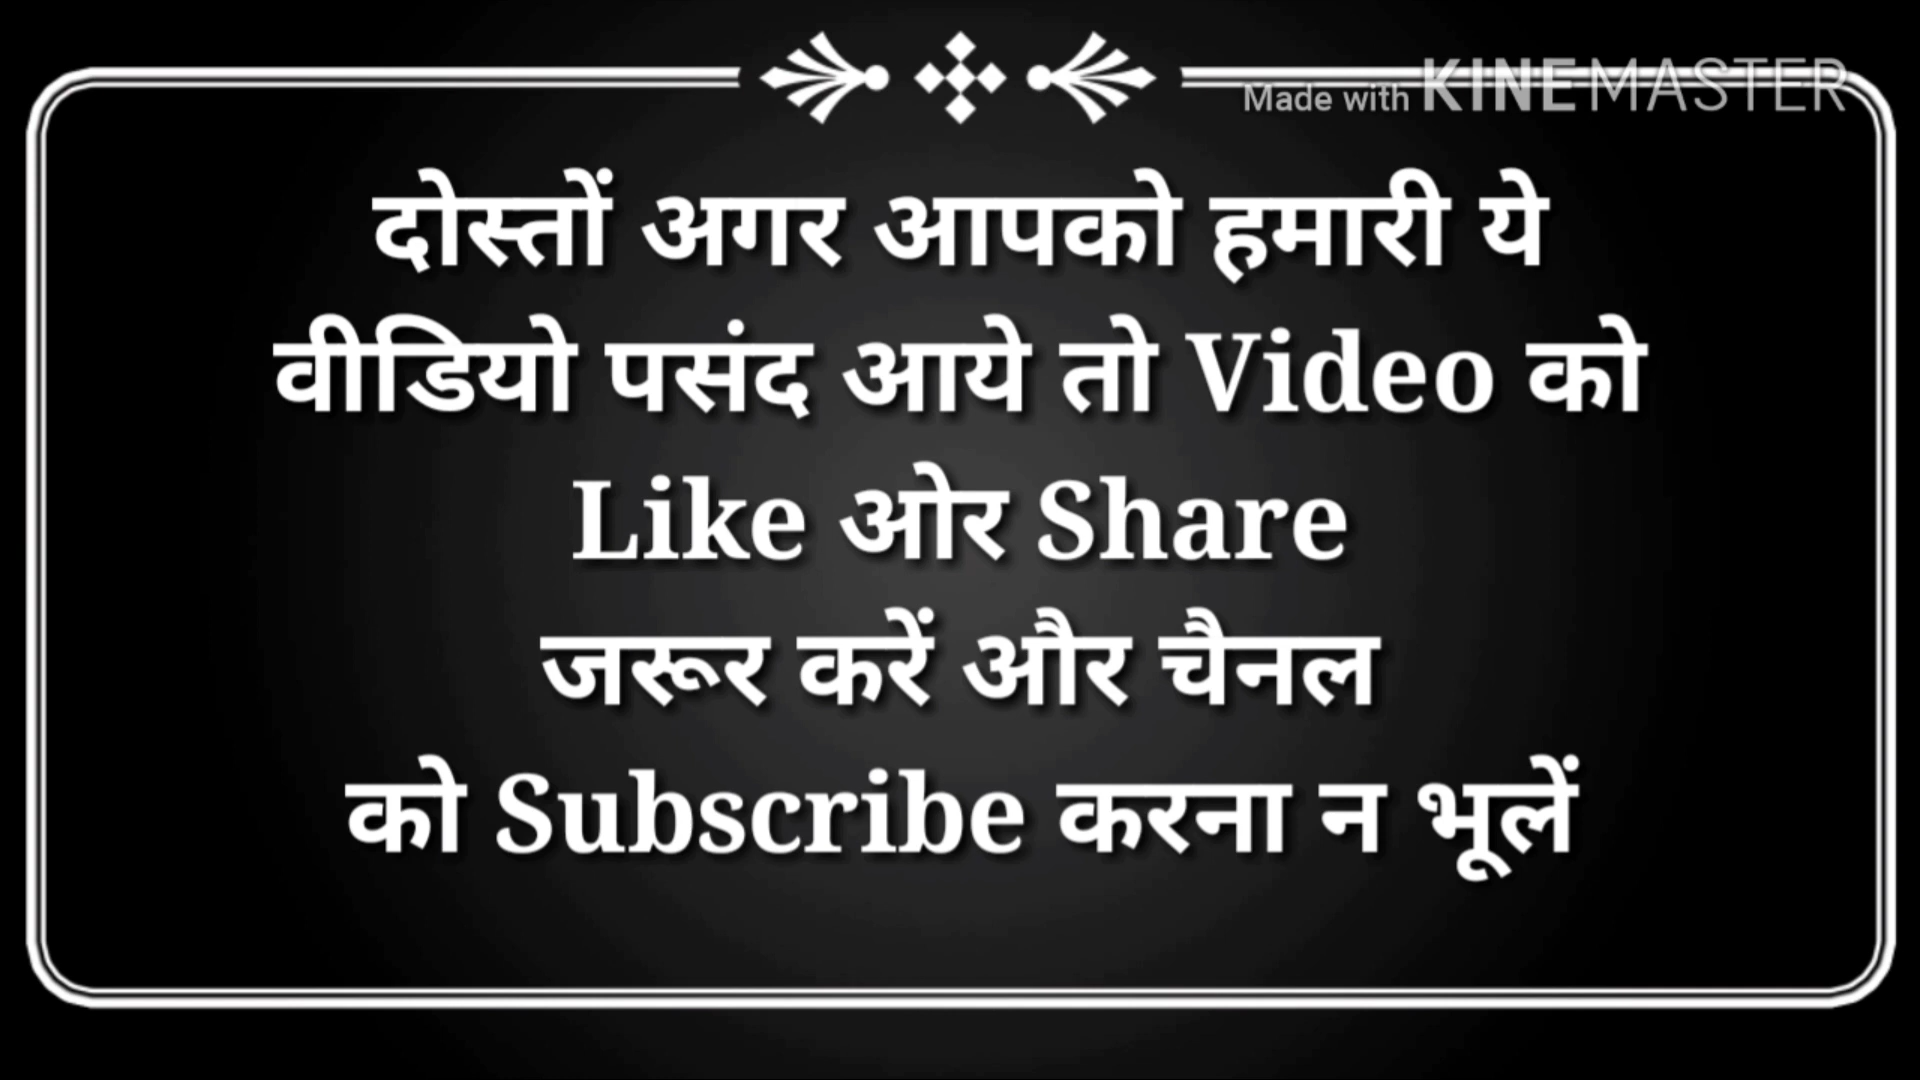 Made with KINEMASTER
दोस्तों अगर आपको हमारी ये
वीडियो पसंद आये तो Video को
Like ओर Share
जरूर करें और चैनल
को Subscribe करना न भूलें